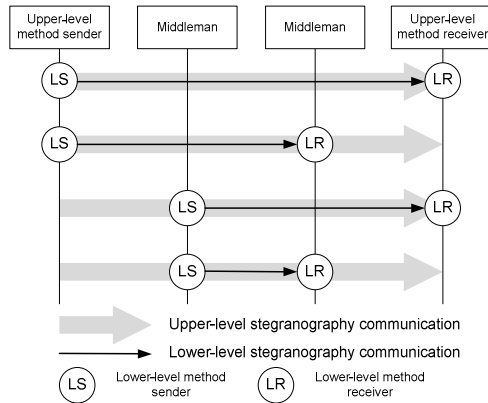 Upper-level
method sender
Middleman
Middleman
Upper-level
method receiver
LS
LR
LS
LR
LS
LR
LS
LR
Upper-level stegranography communication
Lower-level stegranography communication
LS
Lower-level method
sender
LR
Lower-level method
receiver